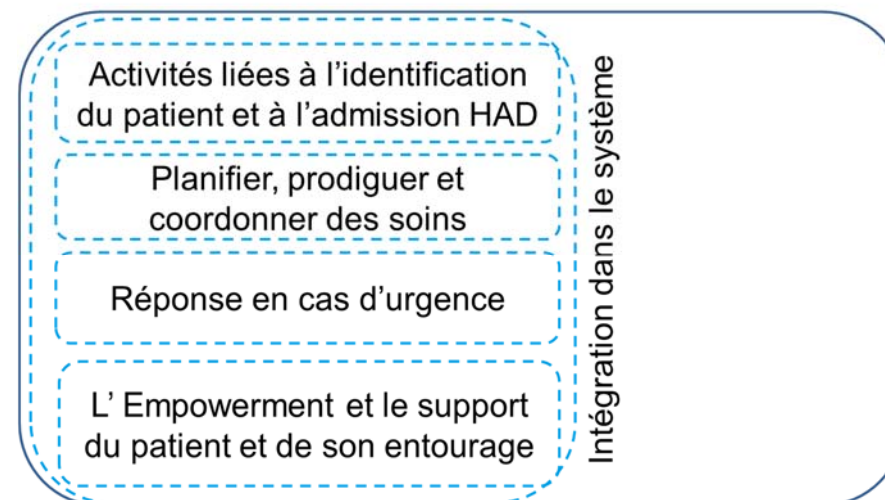 Activités liées à l’identification
du patient et à l’admission HAD
Planifier, prodiguer et
coordonner des soins
Réponse en cas d’urgence
L’ Empowerment et le support
du patient et de son entourage
Intégration dans le système